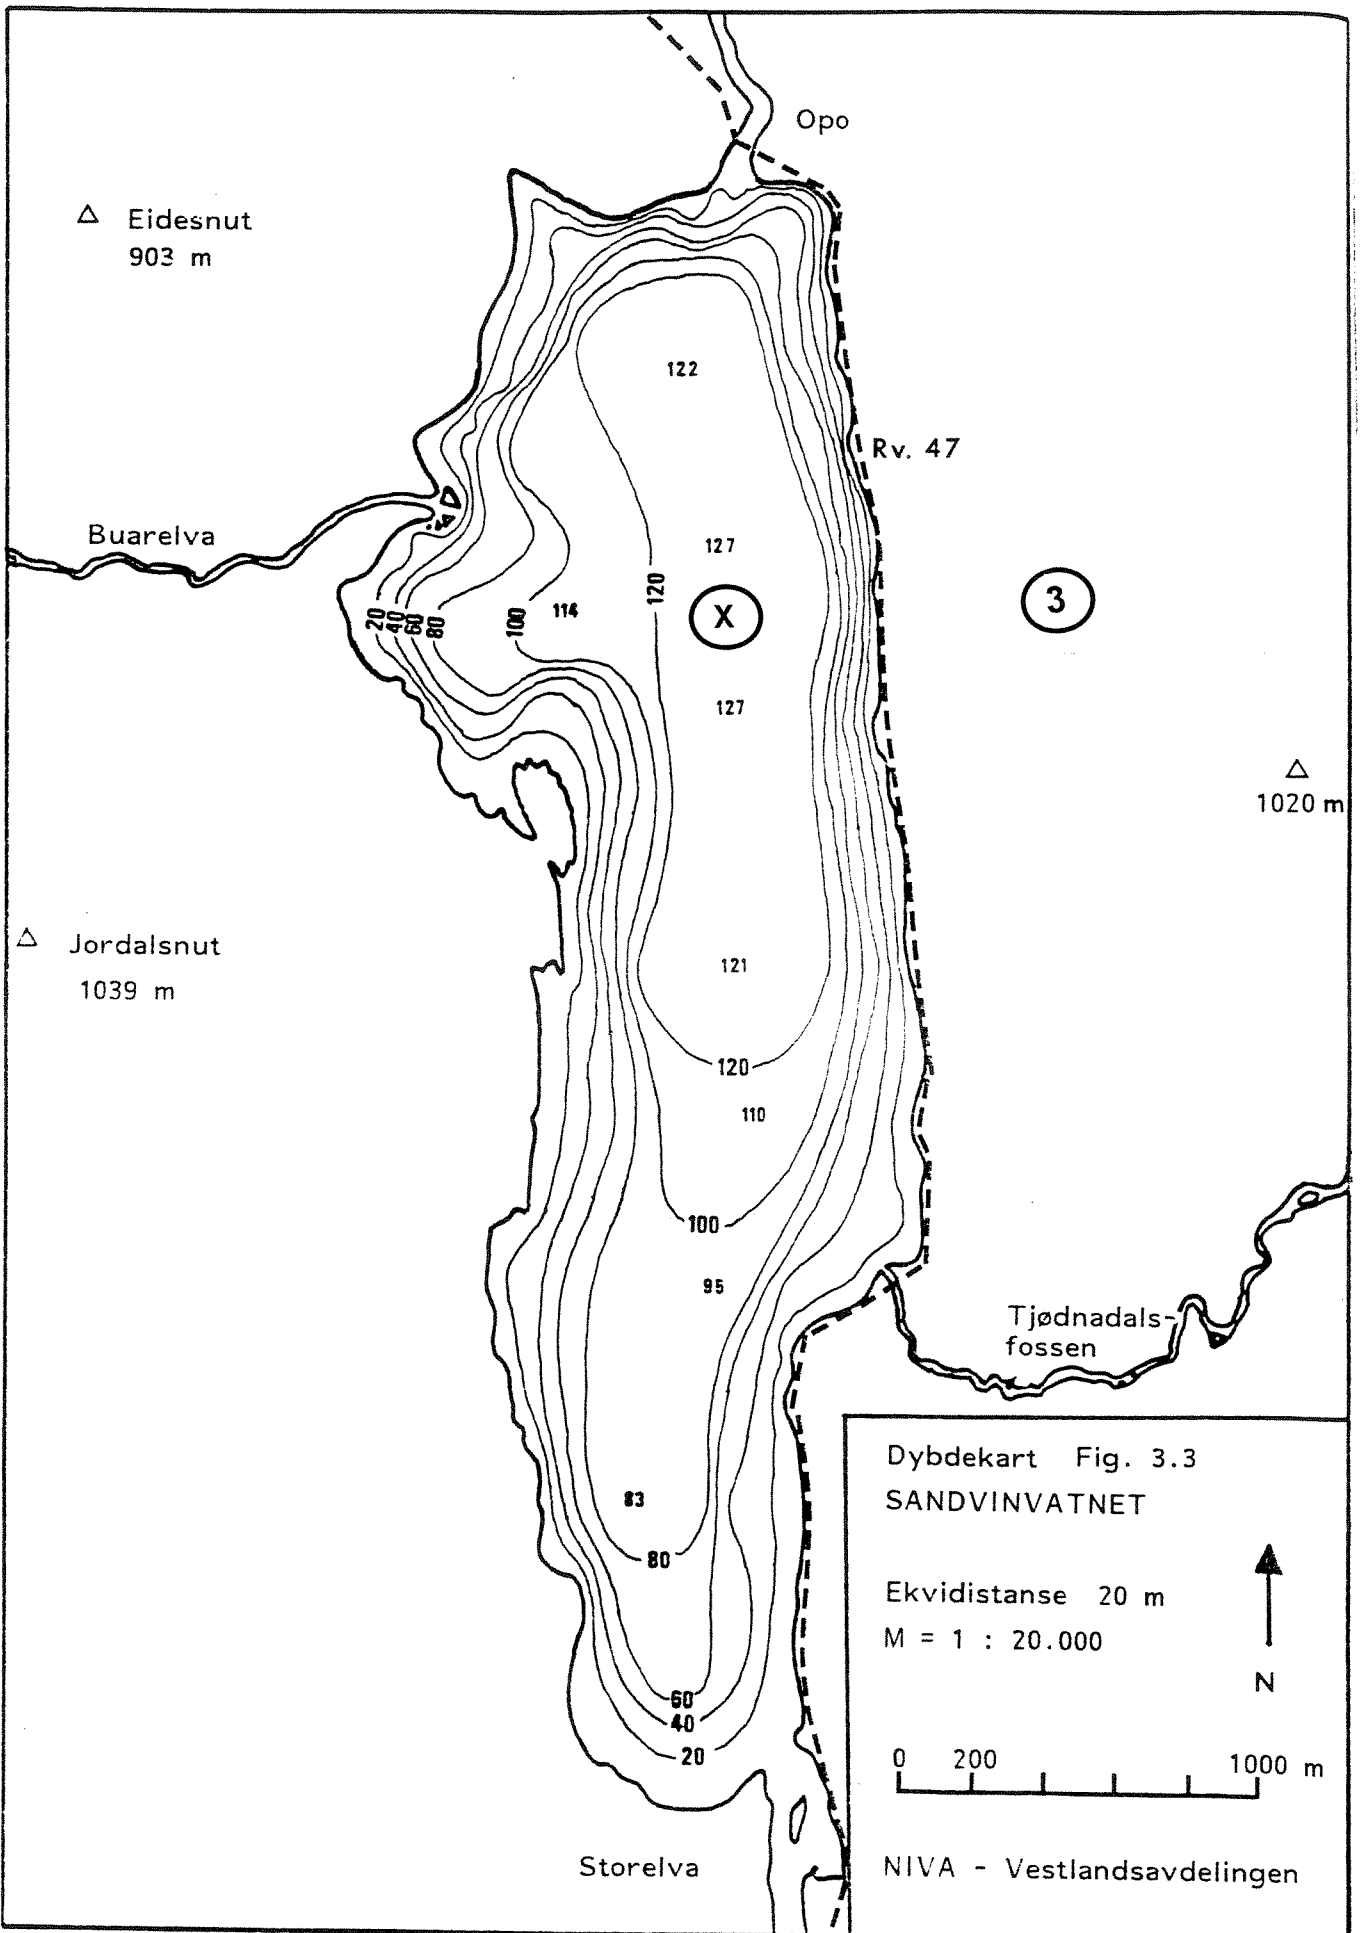 Opo
Eidesnut
903 m
122
Rv. 47
Buarelva
127
120
X
3
20
40
60
80
100
114
127
1020 m
Jordalsnut
1039 m
121
120
110
100
95
Tjødnadals-
fossen
83
80
60
40
20
Dybdekart Fig. 3.3
SANDVINVATNET
Ekvidistanse 20 m
M = 1 : 20.000
N
0 200 1000 m
Storelva
NIVA - Vestlandsavdelingen